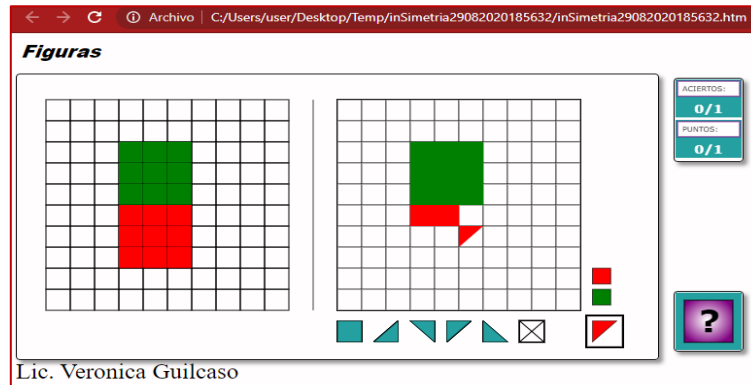 Archivo C:/Users/user/Desktop/Temp/inSimetria29082020185632/inSimetria29082020185632.htm
Figuras
ACIERTOS:
0/1
PUNTOS:
0/1
?
Lic. Veronica Guilcaso